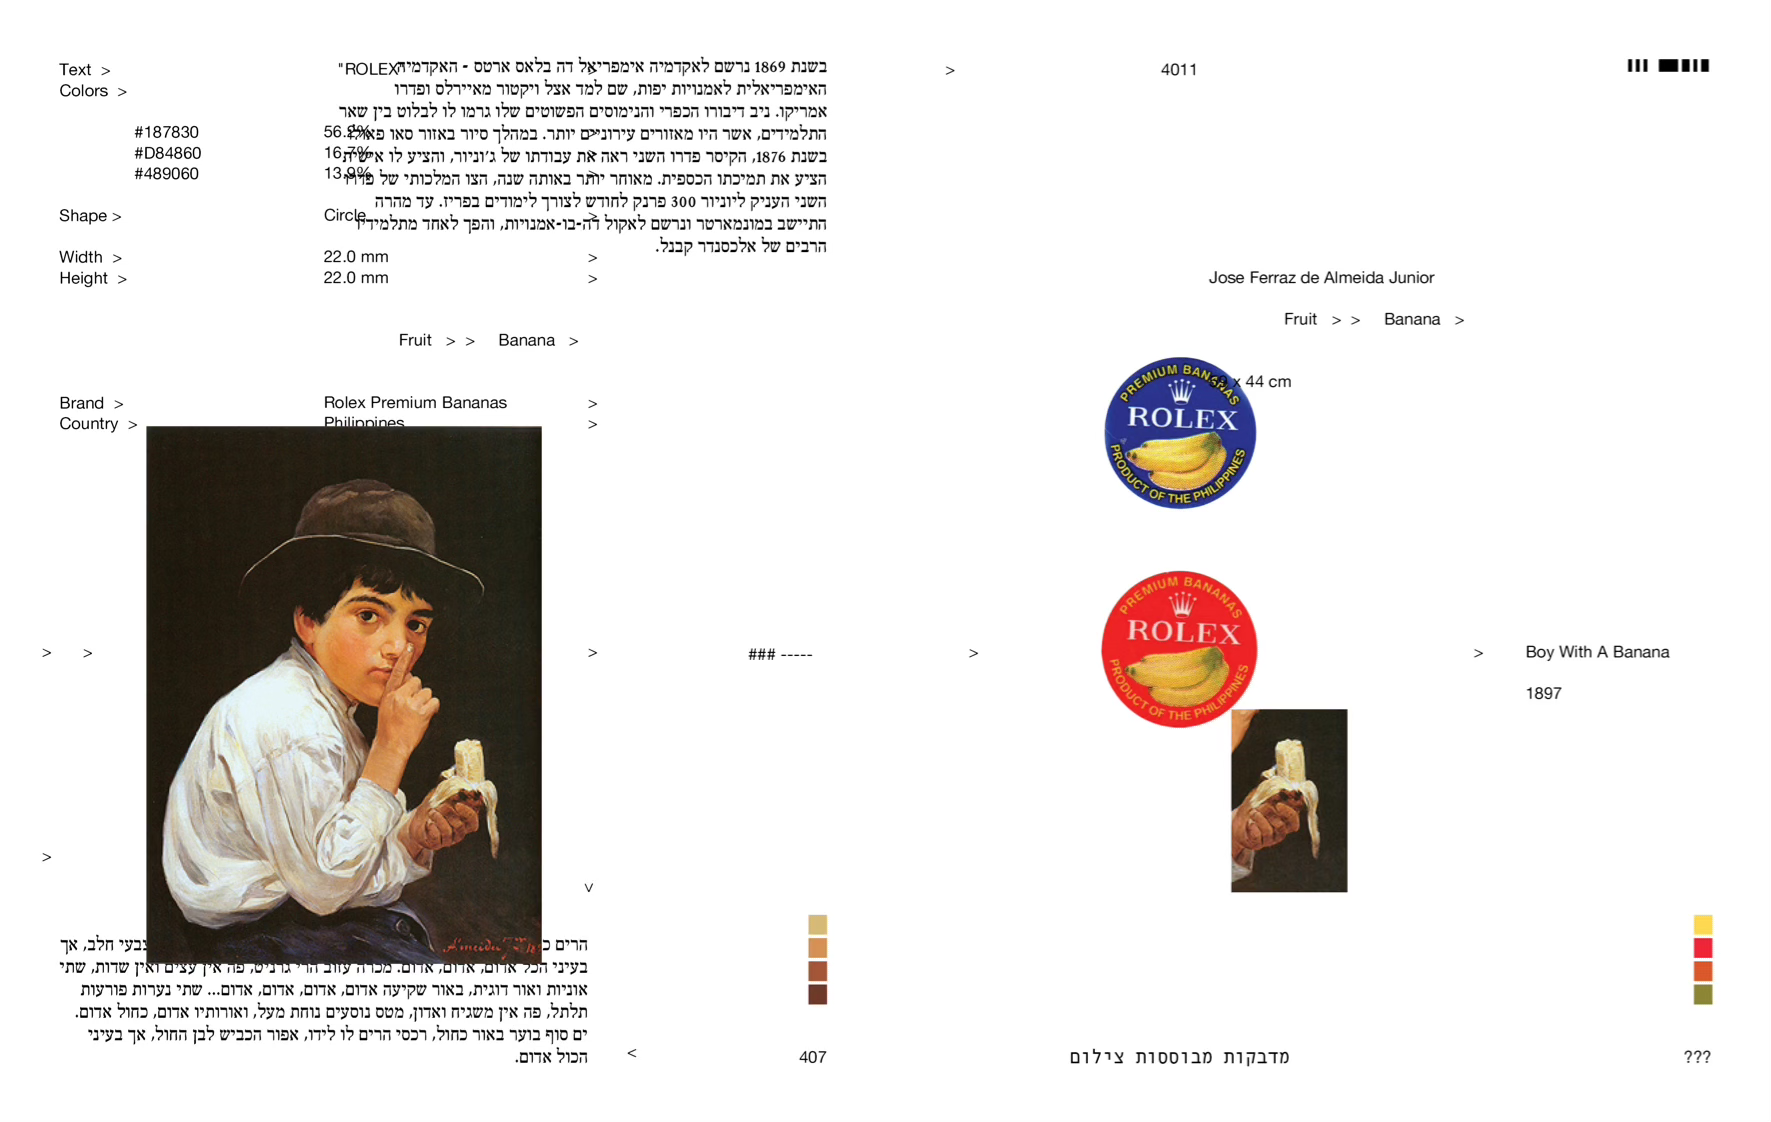 Text >
"ROLEX" >
Colors >
#187830 56.2% >
#D84860 16.7% >
#489060 13.9% >
Shape > Circle >
Width > 22.0 mm >
Height > 22.0 mm >
Fruit > > Banana >
Brand > Rolex Premium Bananas >
Country > Philippines >
בשנת 1869 נרשם לאקדמיה אימפריאל דה בלאס ארטס - האקדמיה
האימפריאלית לאמנויות יפות, שם למד אצל ויקטור מאיירלס ופדרו
אמריקו. ניב דיבורו הכפרי והנימוסים הפשוטים שלו גרמו לו לבלוט בין שאר
התלמידים, אשר היו מאזורים עירוניים יותר. במהלך סיור באזור סאו פאולו
בשנת 1876, הקיסר פדרו השני ראה את עבודתו של ג'וניור, והציע לו אישית
הציע את תמיכתו הכספית. מאוחר יותר באותה שנה, הצו המלכותי של פדרו
השני העניק ליוניור 300 פרנק לחודש לצורך לימודים בפריז. עד מהרה
התיישב במונמארטר ונרשם לאקול דה-בו-אמנויות, והפך לאחד מתלמידיו
הרבים של אלכסנדר קבנל.
> >
>
### -----
>
>
Almeida
הרים צבעי חלב, אך
בעיני הכל אדום, אדום, אדום. מכרה עזוב הרי גרניט, פה אין עצים ואין שדות, שתי
אוניות ואור דוגית, באור שקיעה אדום, אדום, אדום, אדום... שתי נערות פורעות
תלתל, פה אין משגיח ואדון, מטס נוסעים נוחת מעל, ואורותיו אדום, כחול אדום.
ים סוף בוער באור כחול, רכסי הרים לו לידו, אפור הכביש לבן החול, אך בעיני
הכול אדום.
<
407
> 4011
Jose Ferraz de Almeida Junior
Fruit > > Banana >
x 44 cm
PREMIUM BANANAS
ROLEX
PRODUCT OF THE PHILIPPINES
PREMIUM BANANAS
ROLEX
PRODUCT OF THE PHILIPPINES
>
> Boy With A Banana
1897
מדבקות מבוססות צילום
???